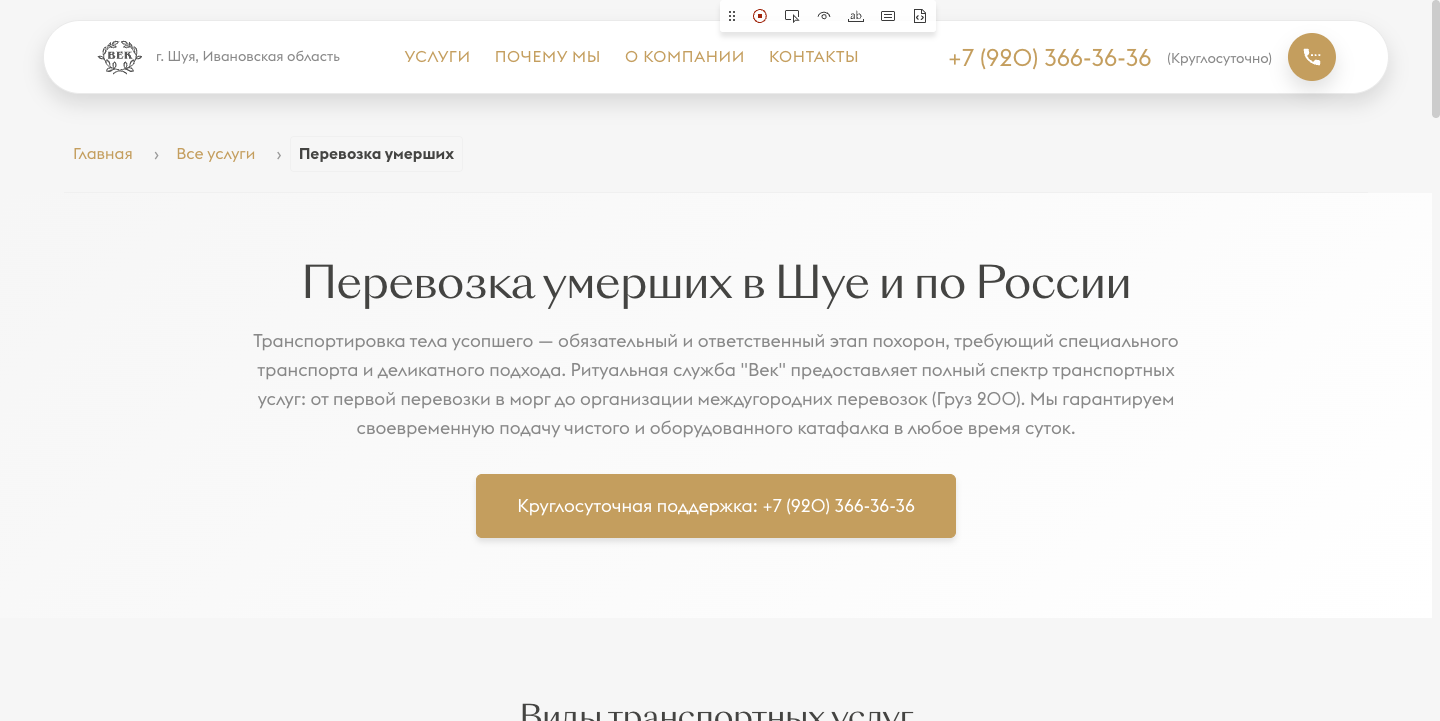 ab
ВЕК
г. Шуя, Ивановская область
УСЛУГИ ПОЧЕМУ МЫ О КОМПАНИИ КОНТАКТЫ
+7 (920) 366-36-36 (Круглосуточно)
Главная › Все услуги › Перевозка умерших
Перевозка умерших в Шуе и по России
Транспортировка тела усопшего — обязательный и ответственный этап похорон, требующий специального
транспорта и деликатного подхода. Ритуальная служба "Век" предоставляет полный спектр транспортных
услуг: от первой перевозки в морг до организации междугородних перевозок (Груз 200). Мы гарантируем
своевременную подачу чистого и оборудованного катафалка в любое время суток.
Круглосуточная поддержка: +7 (920) 366-36-36
Виды транспортных услуг